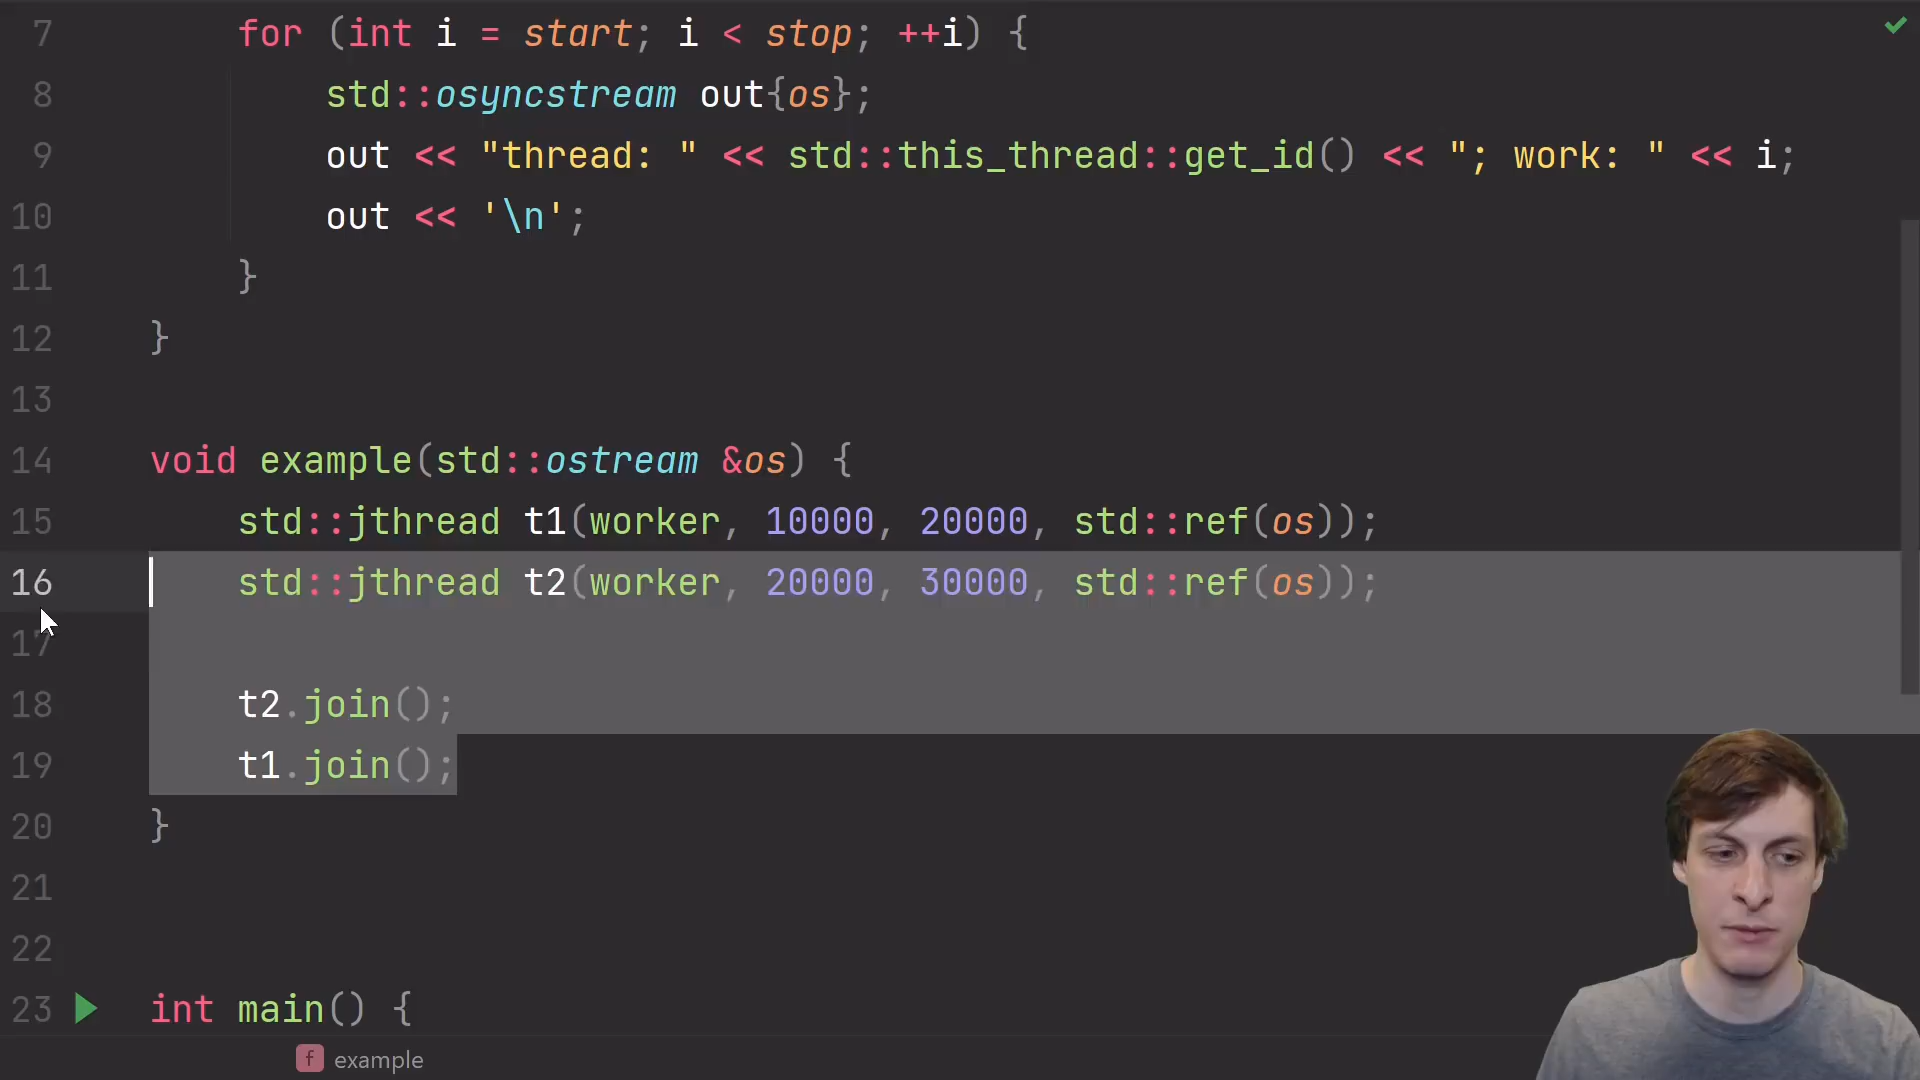 7 for (int i = start; i < stop; ++i) {
8 std::osyncstream out{os};
9 out << "thread: " << std::this_thread::get_id() << "; work: " << i;
10 out << '\n';
11 }
12 }
13
14 void example(std::ostream &os) {
15 std::jthread t1(worker, 10000, 20000, std::ref(os));
16 std::jthread t2(worker, 20000, 30000, std::ref(os));
17
18 t2.join();
19 t1.join();
20 }
21
22
23 int main() {
f example